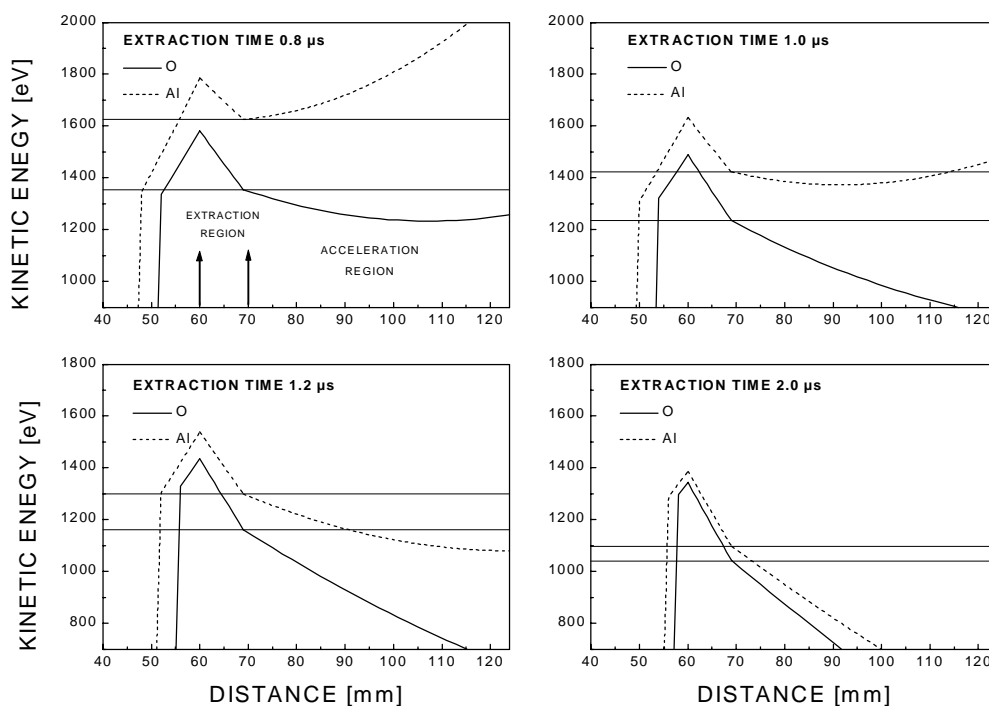 KINETIC ENERGY [eV]
2000
1800
1600
1400
1200
1000
EXTRACTION TIME 0.8 µs
O
Al
EXTRACTION
REGION
ACCELERATION
REGION
40 50 60 70 80 90 100 110 120
2000
1800
1600
1400
1200
1000
EXTRACTION TIME 1.0 µs
O
Al
40 50 60 70 80 90 100 110 120
KINETIC ENERGY [eV]
1800
1600
1400
1200
1000
800
EXTRACTION TIME 1.2 µs
O
Al
40 50 60 70 80 90 100 110 120
DISTANCE [mm]
1800
1600
1400
1200
1000
800
EXTRACTION TIME 2.0 µs
O
Al
40 50 60 70 80 90 100 110 120
DISTANCE [mm]